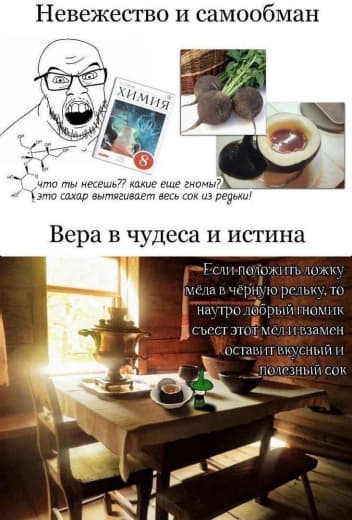 Невежество и самообман
ХИМИЯ
8
что ты несешь?? какие еще гномы?
это сахар вытягивает весь сок из редьки!
Вера в чудеса и истина
Если положить ложку
мёда в чёрную редьку, то
наутро добрый гномик
съест этот мёд и взамен
оставит вкусный и
полезный сок